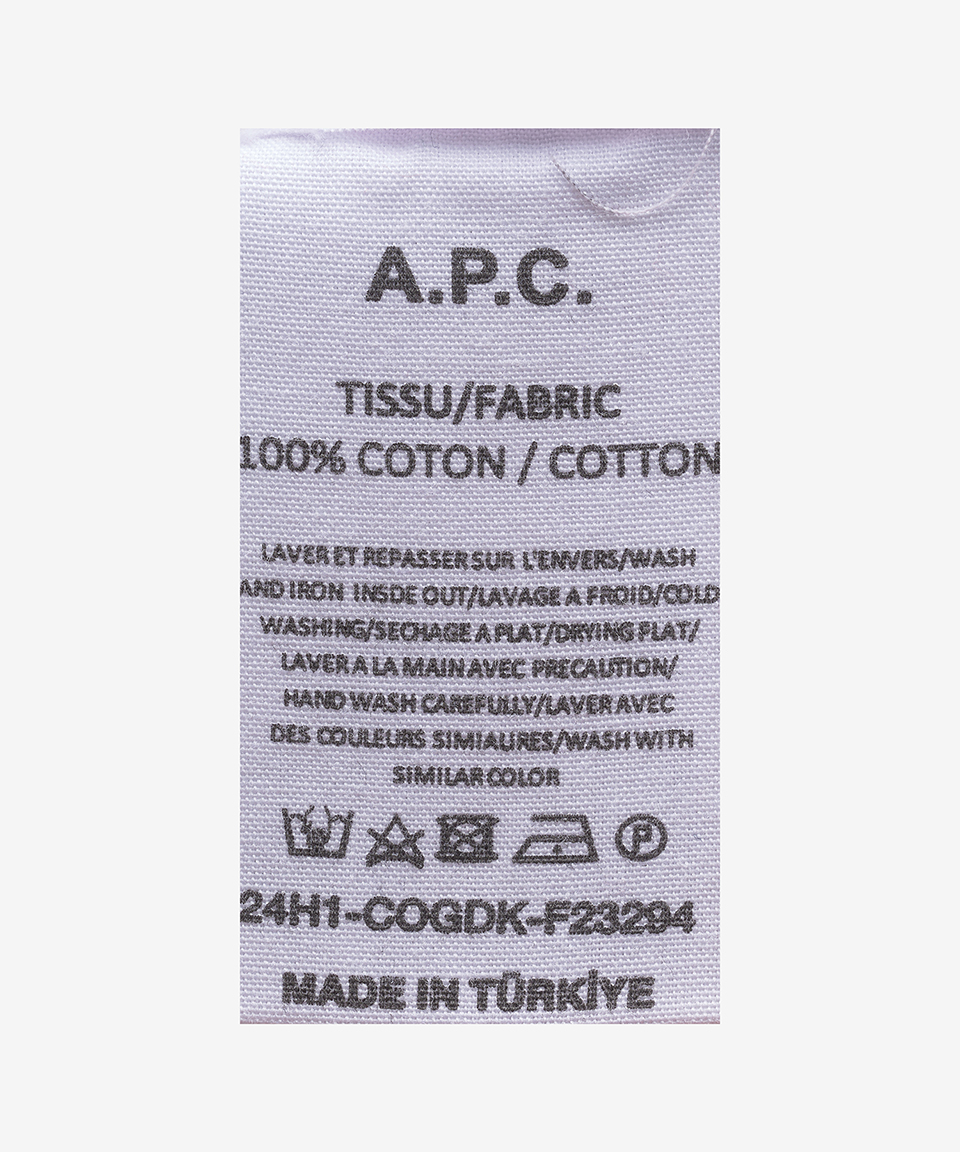 A.P.C.
TISSU/FABRIC
100% COTON / COTTON
LAVER ET REPASSER SUR L'ENVERS/WASH
AND IRON INSDE OUT/LAVAGE A FROID/COLD
WASHING/SECHAGE A PLAT/DRYING FLAT/
LAVER A LA MAIN AVEC PRECAUTION/
HAND WASH CAREFULLY/LAVER AVEC
DES COULEURS SIMIALIRES/WASH WITH
SIMILAR COLOR
P
24H1-COGDK-F23294
MADE IN TÜRKİYE